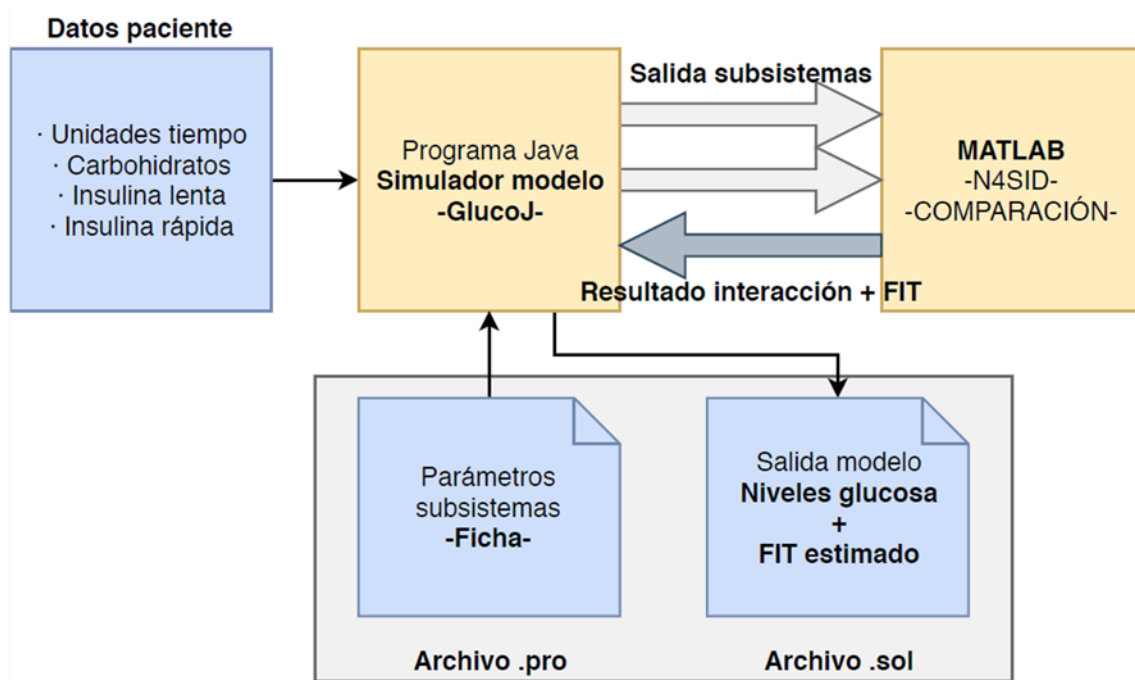 Datos paciente
· Unidades tiempo
· Carbohidratos
· Insulina lenta
· Insulina rápida
Programa Java
Simulador modelo
-GlucoJ-
Salida subsistemas
MATLAB
-N4SID-
-COMPARACIÓN-
Resultado interacción + FIT
Parámetros
subsistemas
-Ficha-
Salida modelo
Niveles glucosa
+
FIT estimado
Archivo .pro
Archivo .sol